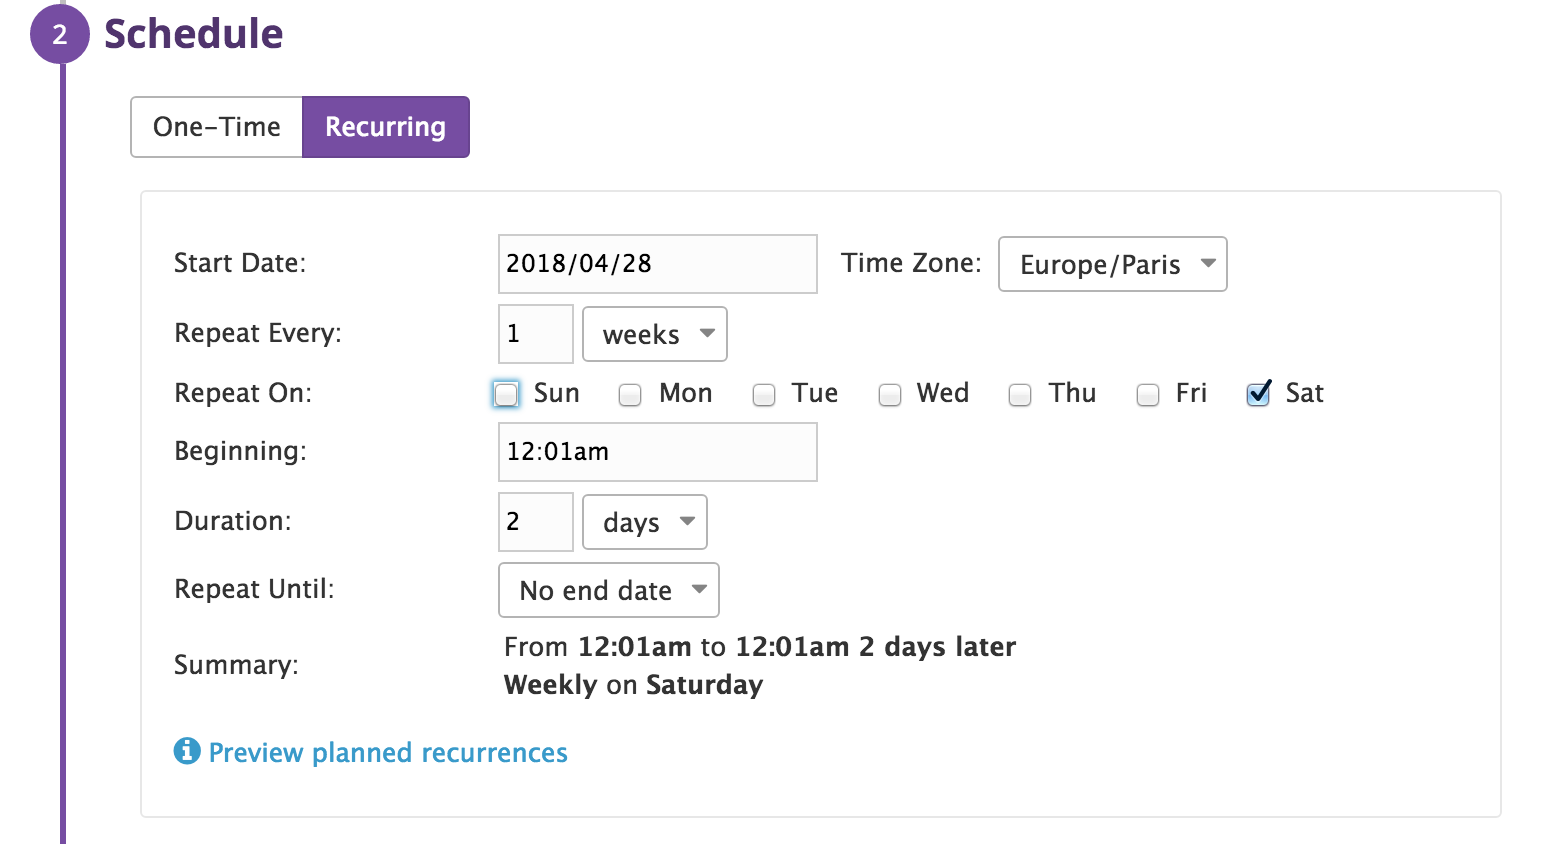 2 Schedule
One-Time Recurring
Start Date: 2018/04/28 Time Zone: Europe/Paris
Repeat Every: 1 weeks
Repeat On: Sun Mon Tue Wed Thu Fri Sat
Beginning: 12:01am
Duration: 2 days
Repeat Until: No end date
Summary: From 12:01am to 12:01am 2 days later
Weekly on Saturday
Preview planned recurrences